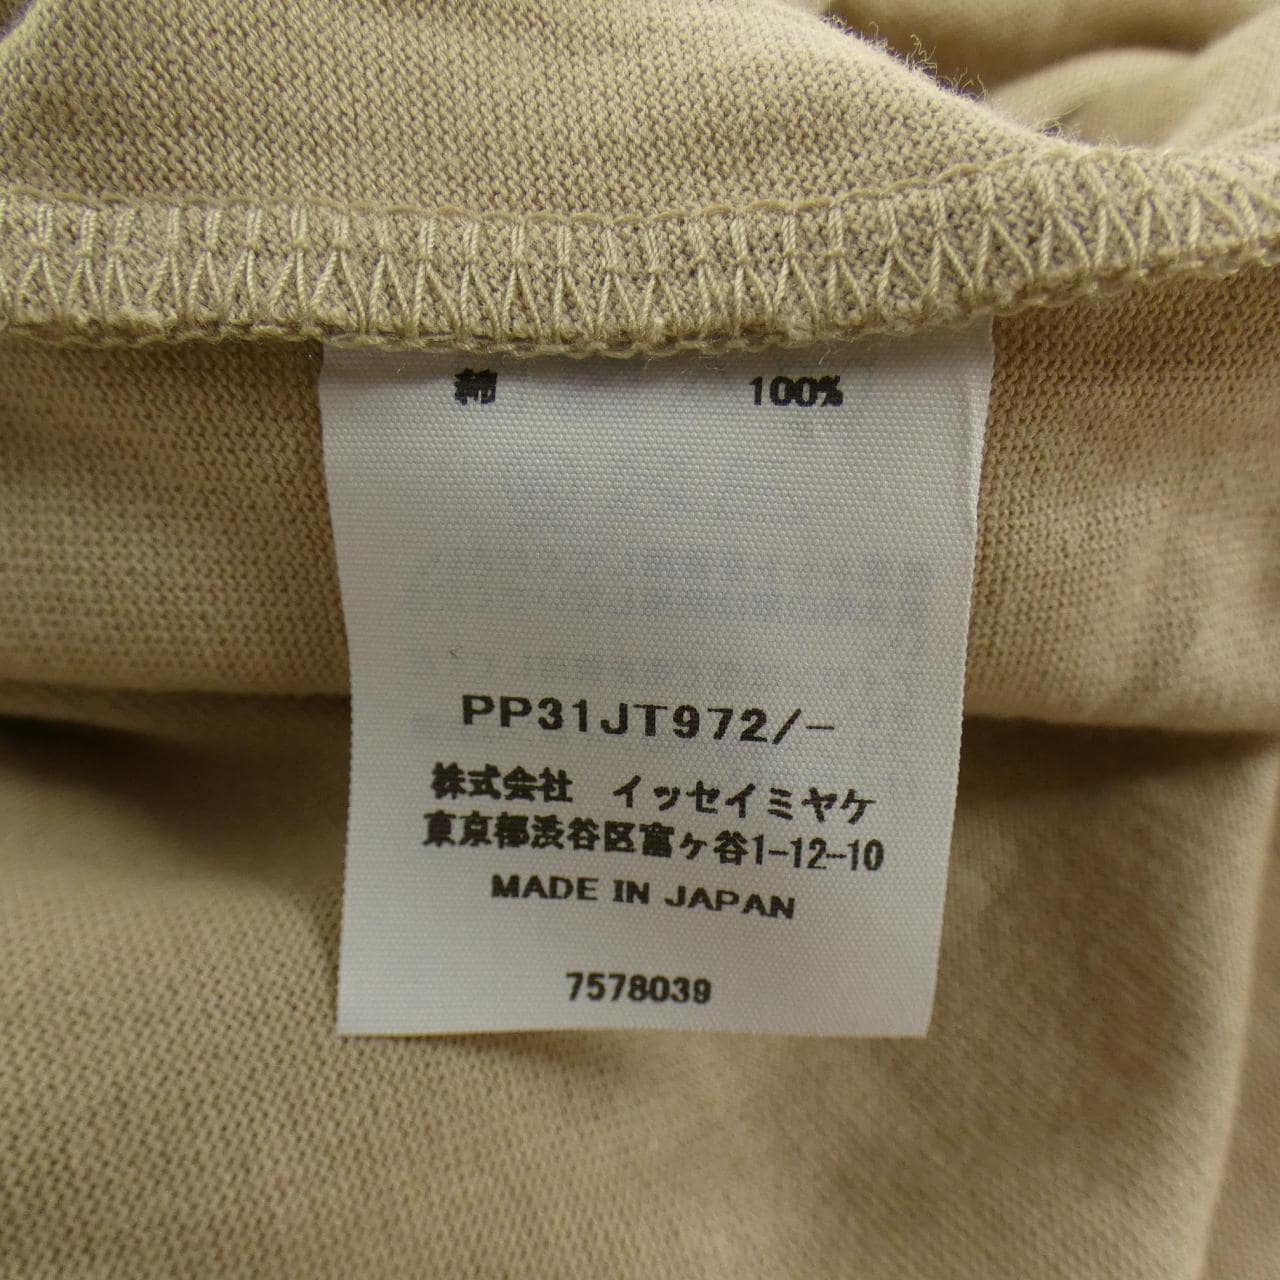 綿 100%
PP31JT972/-
株式会社 イッセイミヤケ
東京都渋谷区富ヶ谷1-12-10
MADE IN JAPAN
7578039